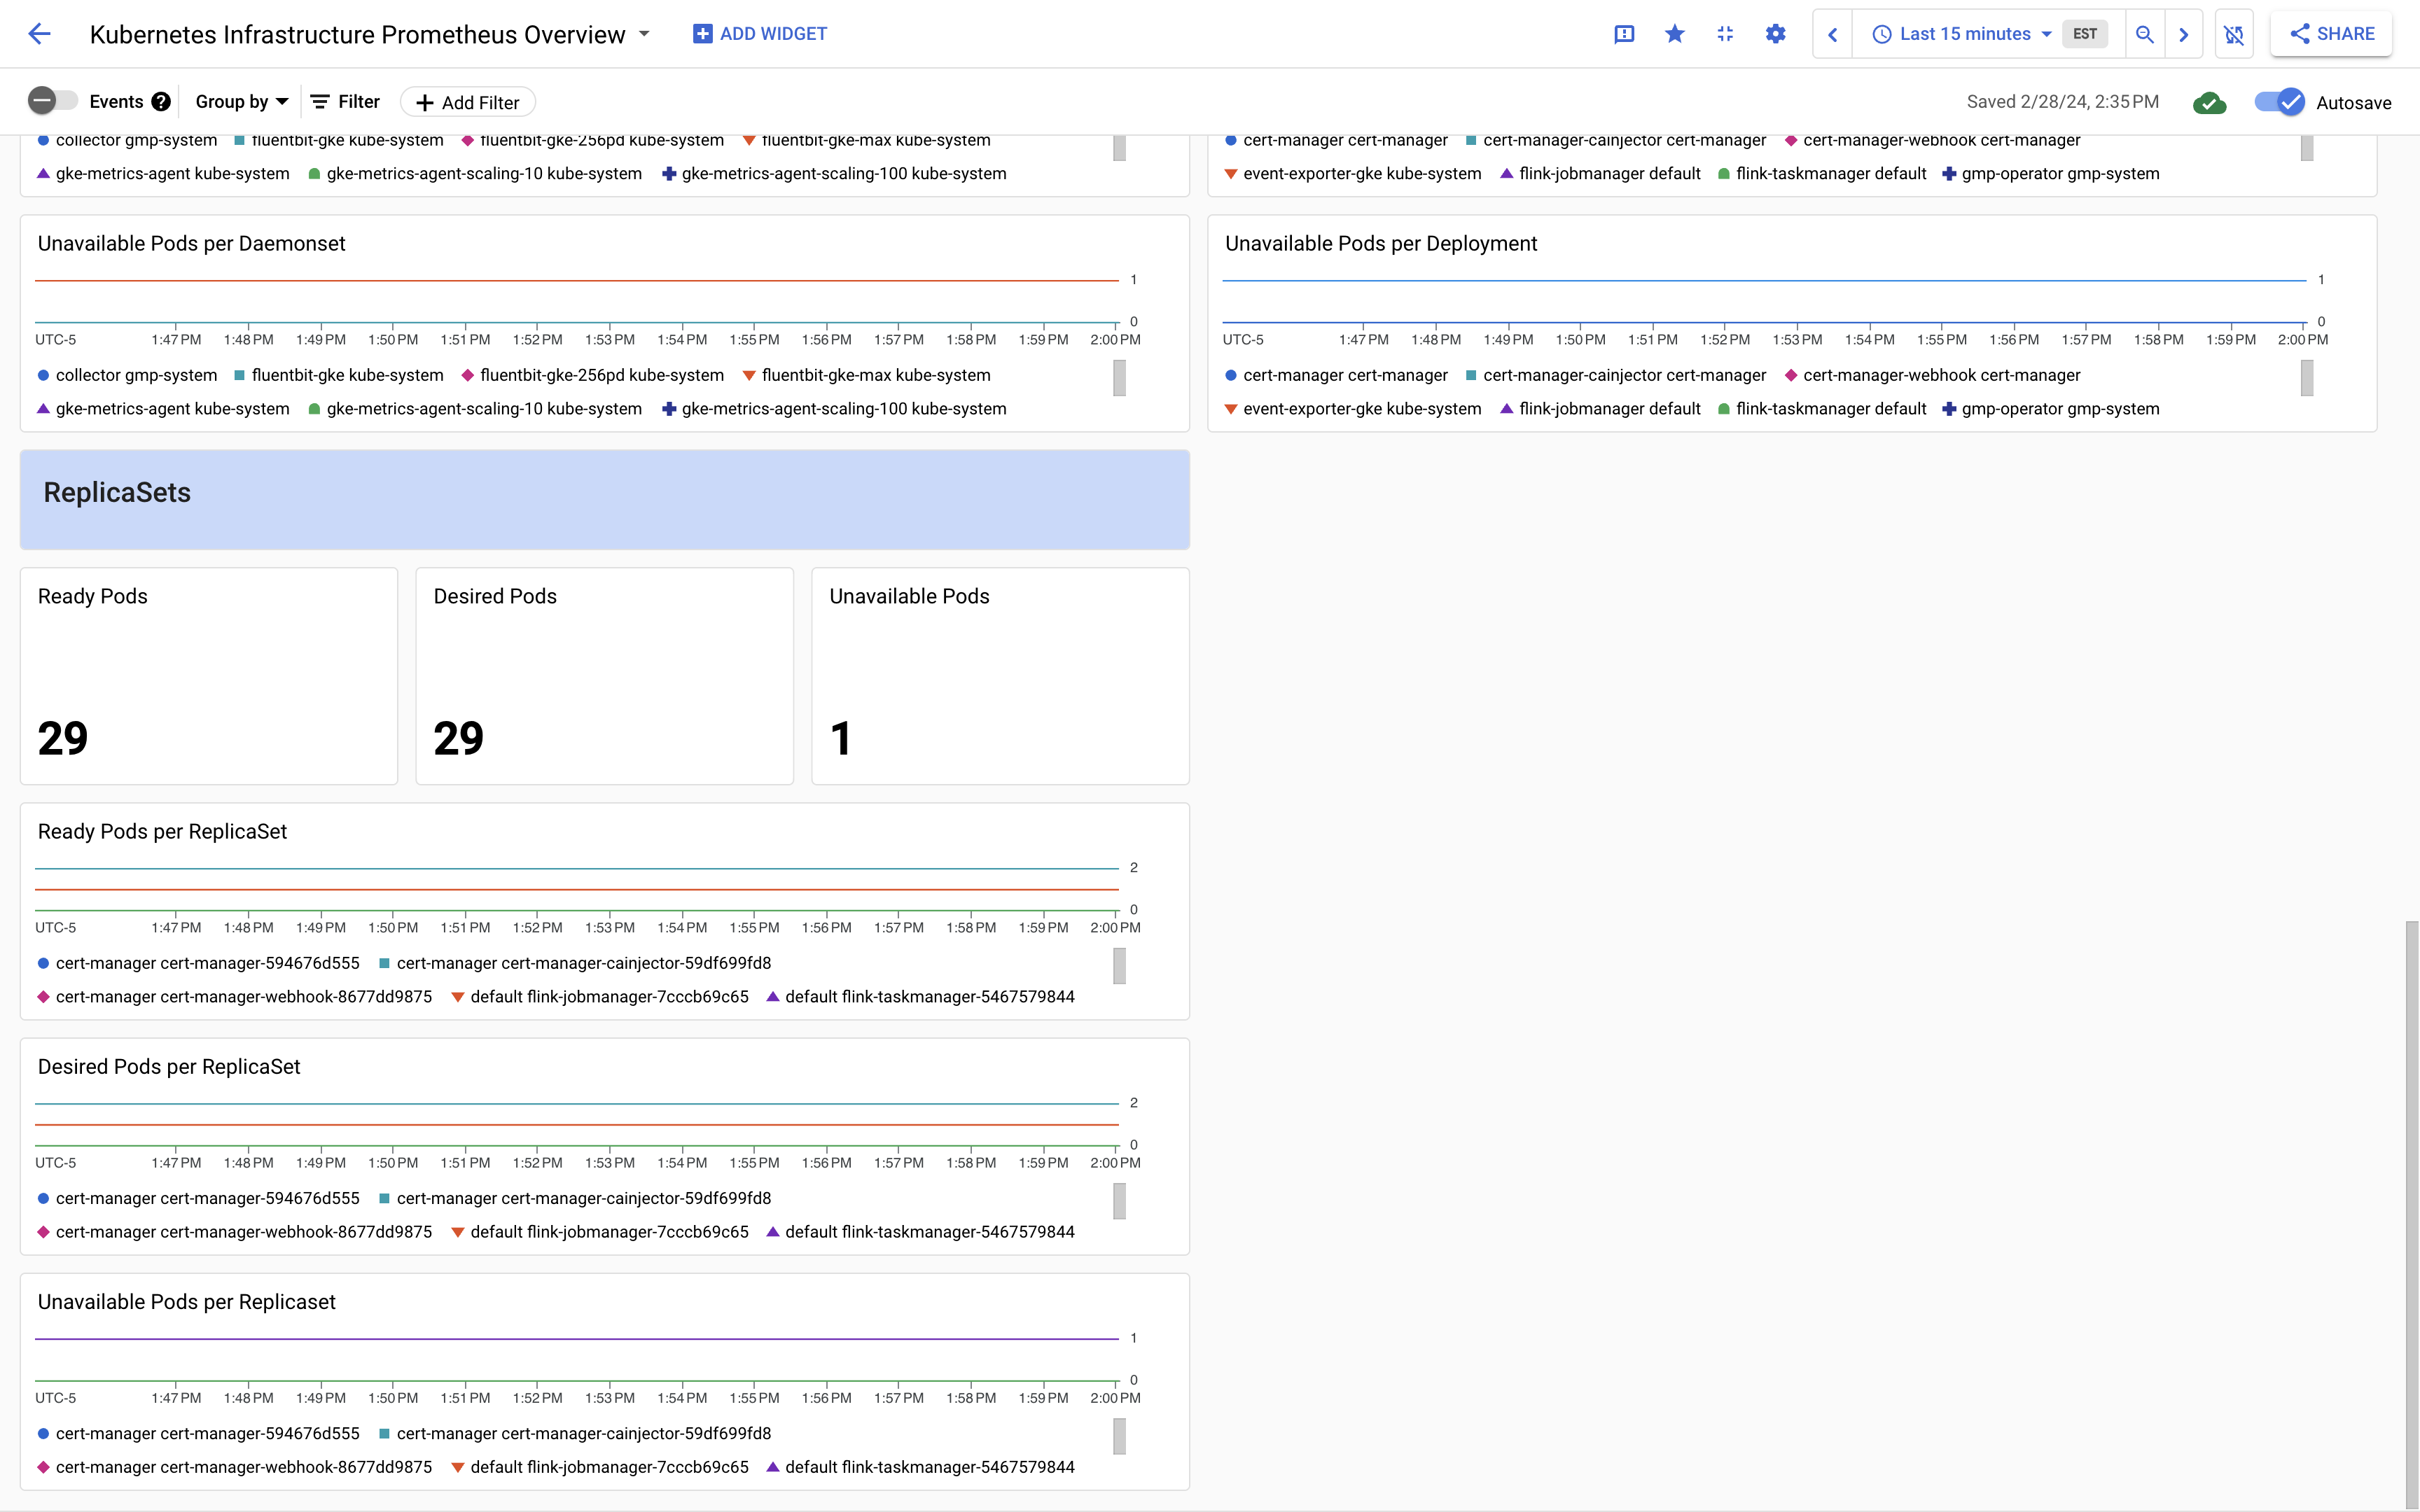 Kubernetes Infrastructure Prometheus Overview ADD WIDGET Last 15 minutes EST SHARE
Events Group by Filter Add Filter Saved 2/28/24, 2:35 PM Autosave
collector gmp-system fluentbit-gke kube-system fluentbit-gke-256pd kube-system fluentbit-gke-max kube-system
gke-metrics-agent kube-system gke-metrics-agent-scaling-10 kube-system gke-metrics-agent-scaling-100 kube-system
cert-manager cert-manager cert-manager-cainjector cert-manager cert-manager-webhook cert-manager
event-exporter-gke kube-system flink-jobmanager default flink-taskmanager default gmp-operator gmp-system
Unavailable Pods per Daemonset
1
0
UTC-5 1:47 PM 1:48 PM 1:49 PM 1:50 PM 1:51 PM 1:52 PM 1:53 PM 1:54 PM 1:55 PM 1:56 PM 1:57 PM 1:58 PM 1:59 PM 2:00 PM
collector gmp-system fluentbit-gke kube-system fluentbit-gke-256pd kube-system fluentbit-gke-max kube-system
gke-metrics-agent kube-system gke-metrics-agent-scaling-10 kube-system gke-metrics-agent-scaling-100 kube-system
Unavailable Pods per Deployment
1
0
UTC-5 1:47 PM 1:48 PM 1:49 PM 1:50 PM 1:51 PM 1:52 PM 1:53 PM 1:54 PM 1:55 PM 1:56 PM 1:57 PM 1:58 PM 1:59 PM 2:00 PM
cert-manager cert-manager cert-manager-cainjector cert-manager cert-manager-webhook cert-manager
event-exporter-gke kube-system flink-jobmanager default flink-taskmanager default gmp-operator gmp-system
ReplicaSets
Ready Pods
29
Desired Pods
29
Unavailable Pods
1
Ready Pods per ReplicaSet
2
0
UTC-5 1:47 PM 1:48 PM 1:49 PM 1:50 PM 1:51 PM 1:52 PM 1:53 PM 1:54 PM 1:55 PM 1:56 PM 1:57 PM 1:58 PM 1:59 PM 2:00 PM
cert-manager cert-manager-594676d555 cert-manager cert-manager-cainjector-59df699fd8
cert-manager cert-manager-webhook-8677dd9875 default flink-jobmanager-7cccb69c65 default flink-taskmanager-5467579844
Desired Pods per ReplicaSet
2
0
UTC-5 1:47 PM 1:48 PM 1:49 PM 1:50 PM 1:51 PM 1:52 PM 1:53 PM 1:54 PM 1:55 PM 1:56 PM 1:57 PM 1:58 PM 1:59 PM 2:00 PM
cert-manager cert-manager-594676d555 cert-manager cert-manager-cainjector-59df699fd8
cert-manager cert-manager-webhook-8677dd9875 default flink-jobmanager-7cccb69c65 default flink-taskmanager-5467579844
Unavailable Pods per Replicaset
1
0
UTC-5 1:47 PM 1:48 PM 1:49 PM 1:50 PM 1:51 PM 1:52 PM 1:53 PM 1:54 PM 1:55 PM 1:56 PM 1:57 PM 1:58 PM 1:59 PM 2:00 PM
cert-manager cert-manager-594676d555 cert-manager cert-manager-cainjector-59df699fd8
cert-manager cert-manager-webhook-8677dd9875 default flink-jobmanager-7cccb69c65 default flink-taskmanager-5467579844